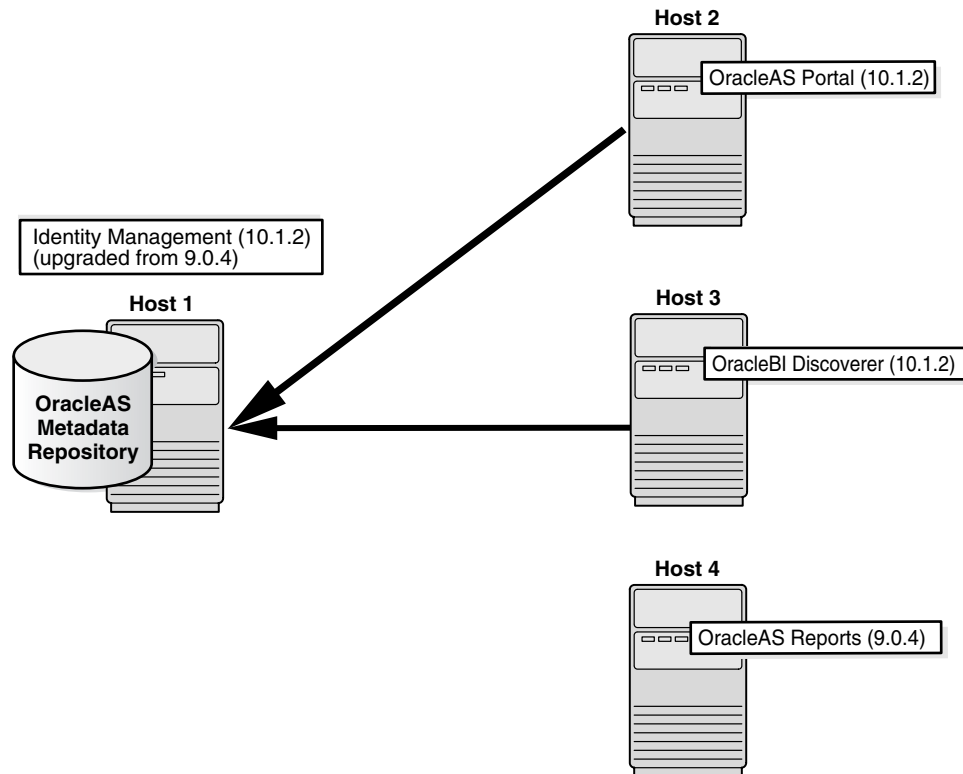 Host 2
OracleAS Portal (10.1.2)
Identity Management (10.1.2)
(upgraded from 9.0.4)
Host 1
OracleAS
Metadata
Repository
Host 3
OracleBI Discoverer (10.1.2)
Host 4
OracleAS Reports (9.0.4)